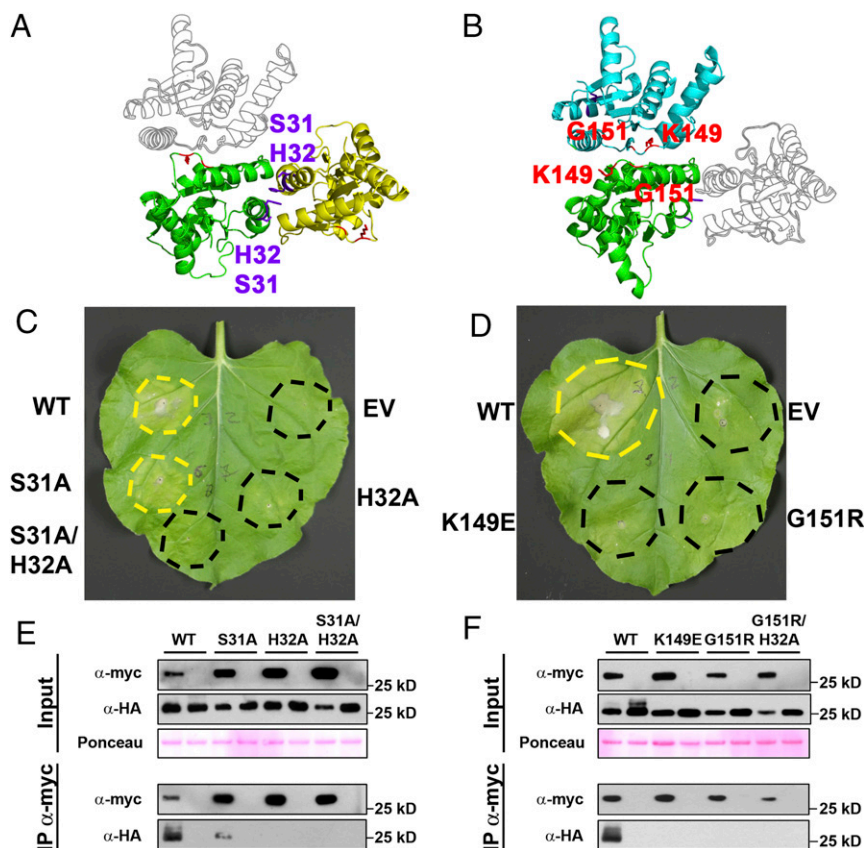 A
S31
H32
H32
S31
B
G151 K149
K149
G151
C
WT
EV
S31A
H32A
S31A/
H32A
D
WT
EV
K149E
G151R
E
WT S31A H32A S31A/
H32A
Input
α-myc
25 kD
α-HA
25 kD
Ponceau
IP α-myc
α-myc
25 kD
α-HA
25 kD
F
WT K149E G151R G151R/
H32A
Input
α-myc
25 kD
α-HA
25 kD
Ponceau
IP α-myc
α-myc
25 kD
α-HA
25 kD